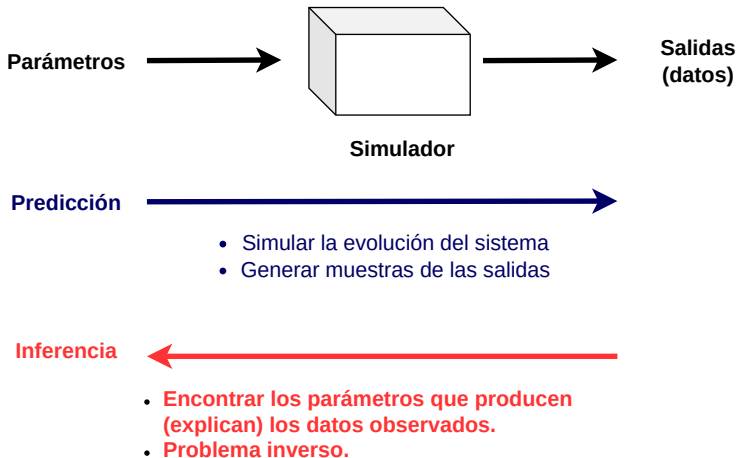 Parámetros
Salidas
(datos)
Simulador
Predicción
• Simular la evolución del sistema
• Generar muestras de las salidas
Inferencia
• Encontrar los parámetros que producen
(explican) los datos observados.
• Problema inverso.